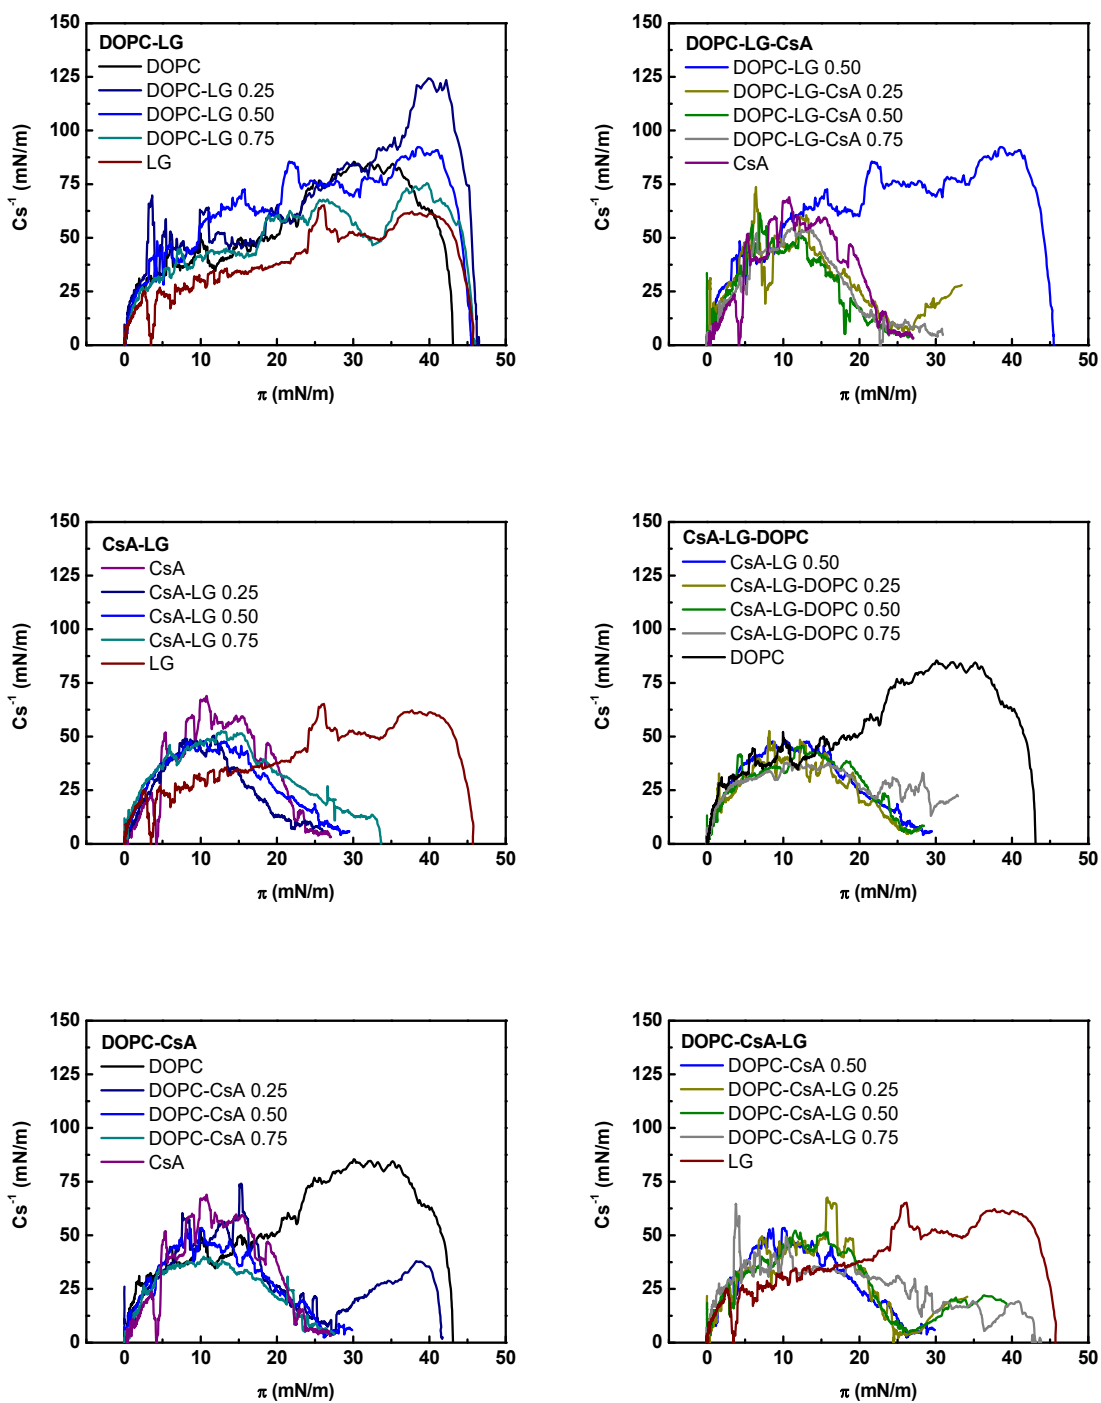 150
125
100
75
50
25
0
Cs⁻¹ (mN/m)
DOPC-LG
DOPC
DOPC-LG 0.25
DOPC-LG 0.50
DOPC-LG 0.75
LG
0 10 20 30 40 50
π (mN/m)
150
125
100
75
50
25
0
Cs⁻¹ (mN/m)
DOPC-LG-CsA
DOPC-LG 0.50
DOPC-LG-CsA 0.25
DOPC-LG-CsA 0.50
DOPC-LG-CsA 0.75
CsA
0 10 20 30 40 50
π (mN/m)
150
125
100
75
50
25
0
Cs⁻¹ (mN/m)
CsA-LG
CsA
CsA-LG 0.25
CsA-LG 0.50
CsA-LG 0.75
LG
0 10 20 30 40 50
π (mN/m)
150
125
100
75
50
25
0
Cs⁻¹ (mN/m)
CsA-LG-DOPC
CsA-LG 0.50
CsA-LG-DOPC 0.25
CsA-LG-DOPC 0.50
CsA-LG-DOPC 0.75
DOPC
0 10 20 30 40 50
π (mN/m)
150
125
100
75
50
25
0
Cs⁻¹ (mN/m)
DOPC-CsA
DOPC
DOPC-CsA 0.25
DOPC-CsA 0.50
DOPC-CsA 0.75
CsA
0 10 20 30 40 50
π (mN/m)
150
125
100
75
50
25
0
Cs⁻¹ (mN/m)
DOPC-CsA-LG
DOPC-CsA 0.50
DOPC-CsA-LG 0.25
DOPC-CsA-LG 0.50
DOPC-CsA-LG 0.75
LG
0 10 20 30 40 50
π (mN/m)